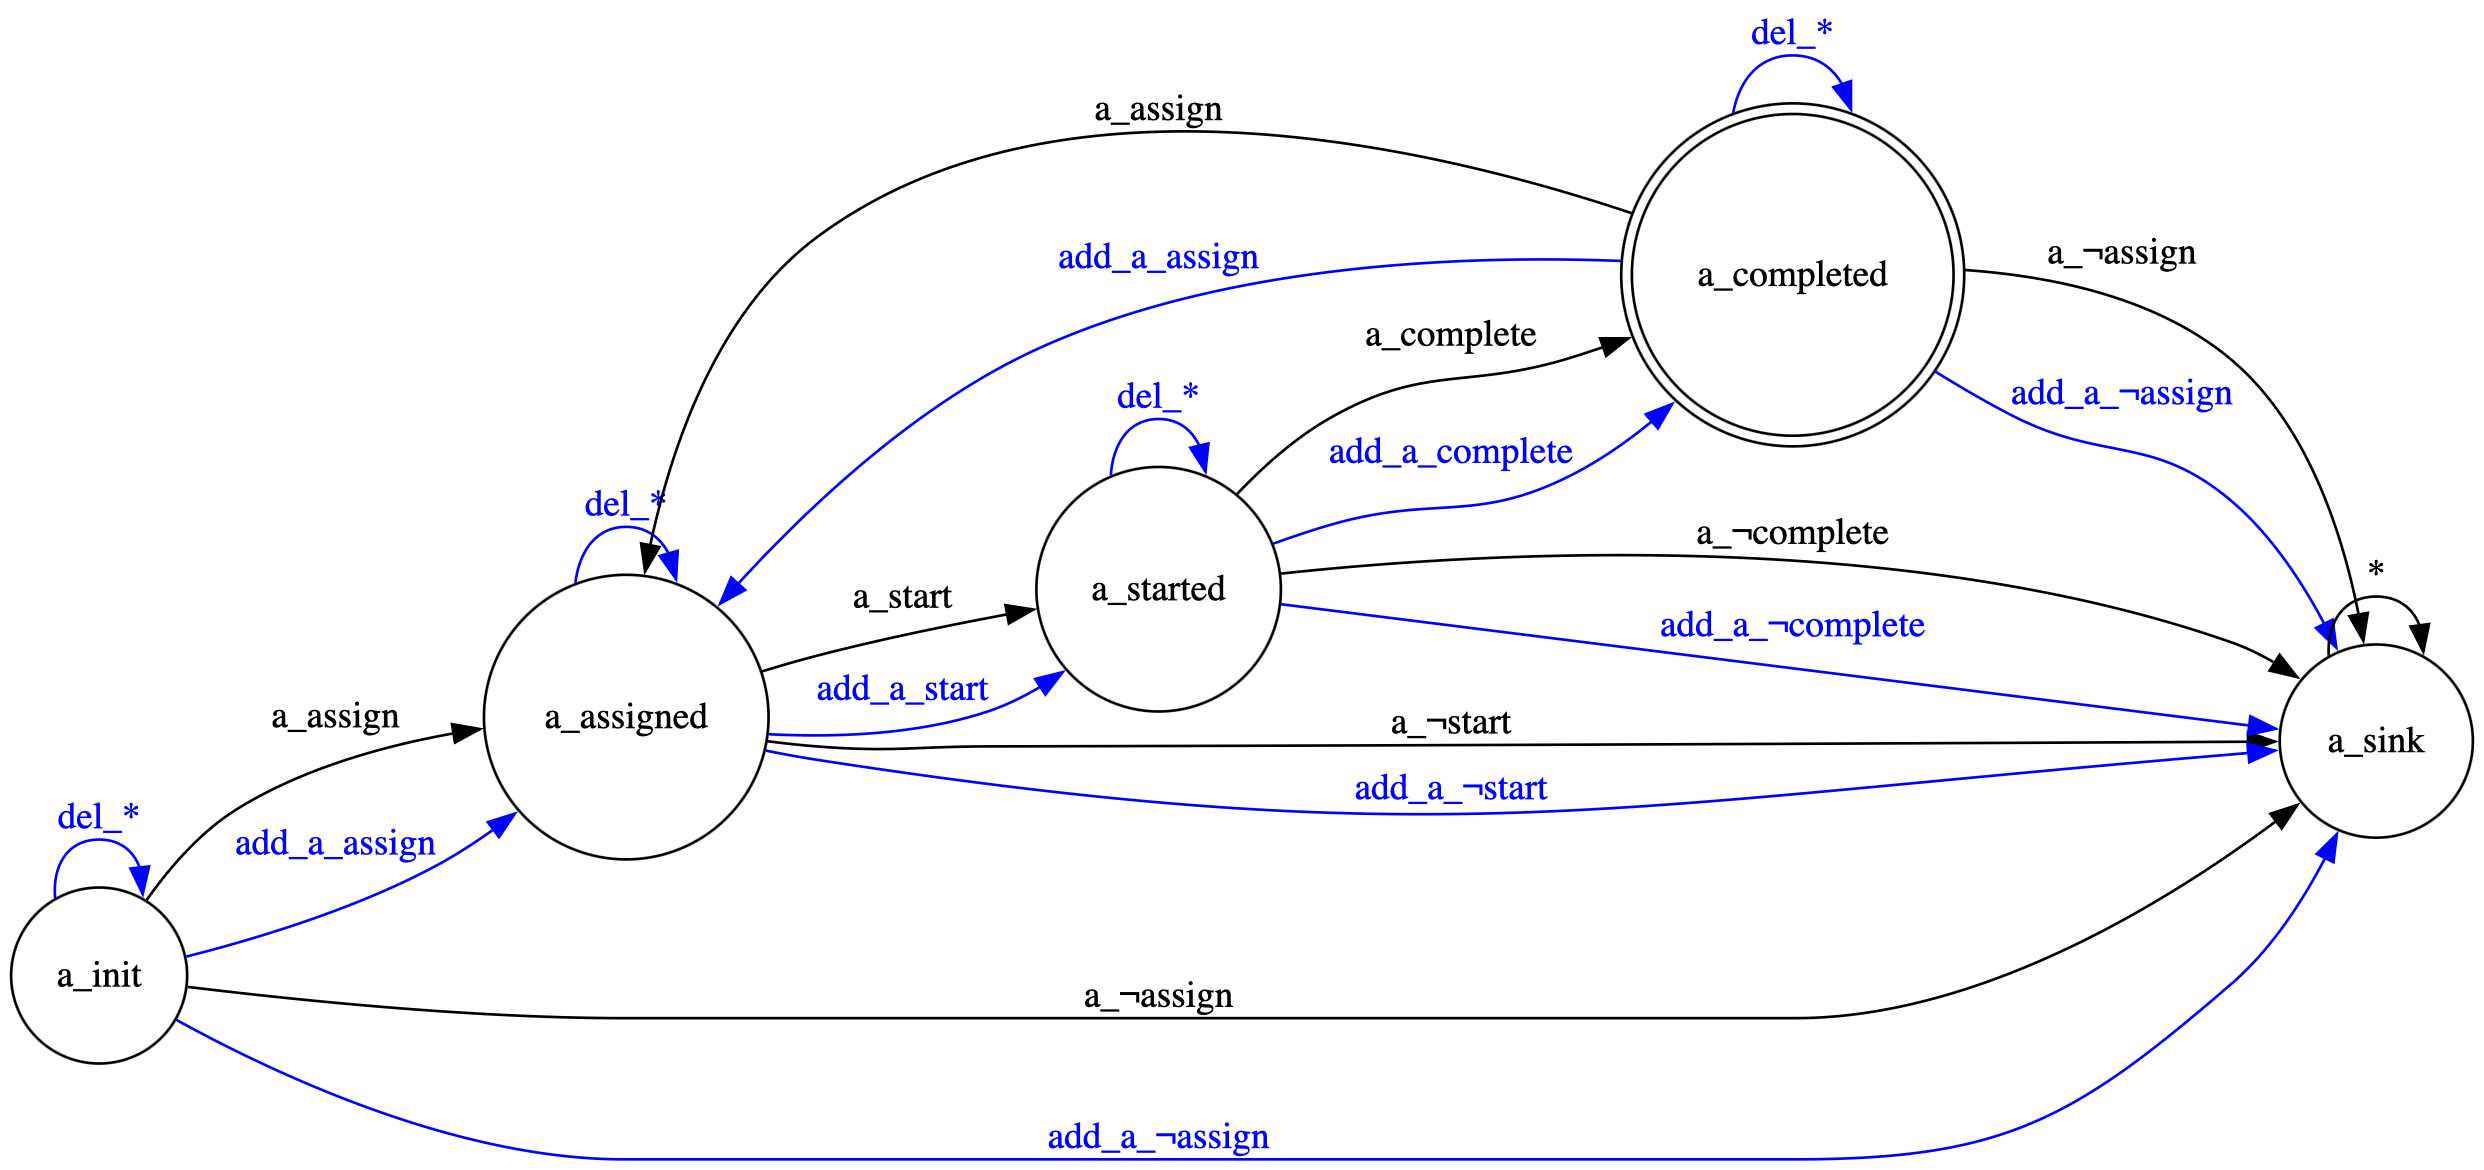 del_*
a_assign
a_completed
a_¬assign
add_a_assign
a_complete
add_a_¬assign
del_*
add_a_complete
del_*
a_¬complete
*
a_start
a_started
add_a_¬complete
add_a_start
a_assigned
a_assign
a_¬start
a_sink
add_a_¬start
del_*
add_a_assign
a_init
a_¬assign
add_a_¬assign